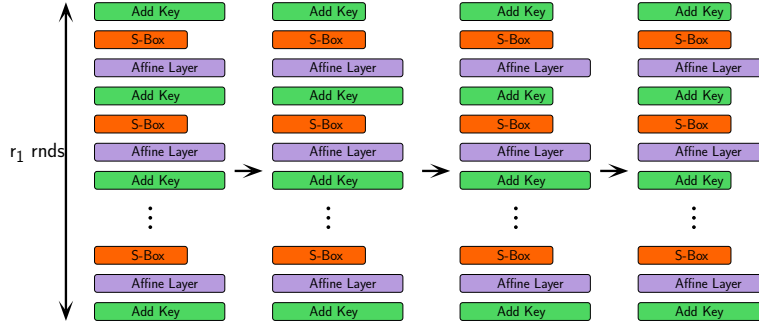 Add Key Add Key Add Key Add Key
S-Box S-Box S-Box S-Box
Affine Layer Affine Layer Affine Layer Affine Layer
Add Key Add Key Add Key Add Key
S-Box S-Box S-Box S-Box
r₁ rnds Affine Layer Affine Layer Affine Layer Affine Layer
Add Key Add Key Add Key Add Key
S-Box S-Box S-Box S-Box
Affine Layer Affine Layer Affine Layer Affine Layer
Add Key Add Key Add Key Add Key